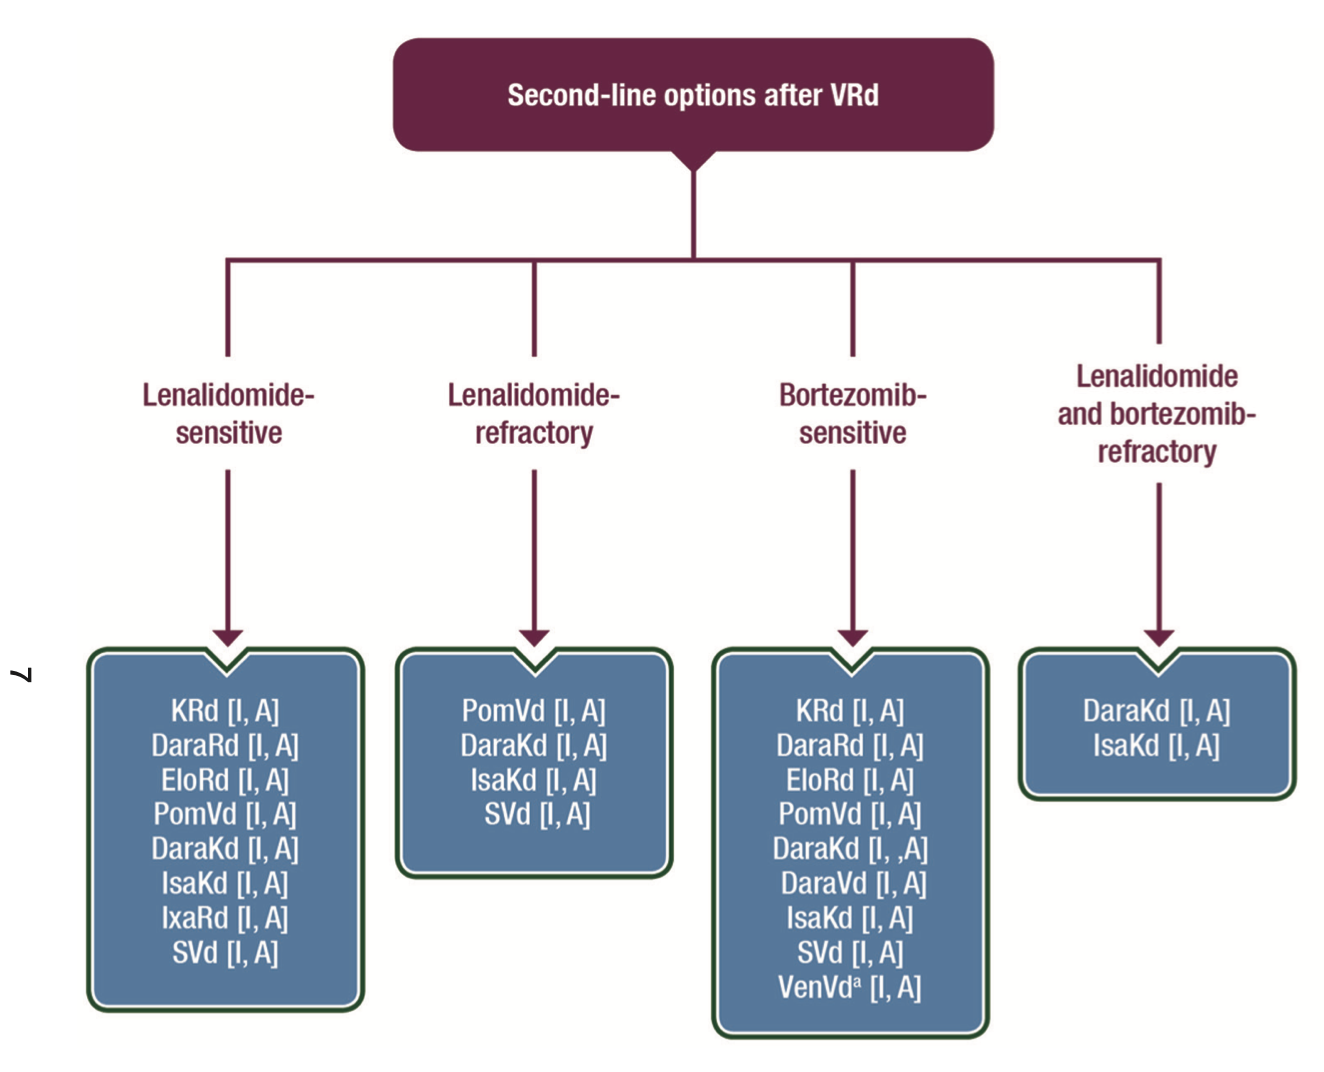 Second-line options after VRd
Lenalidomide-
sensitive
Lenalidomide-
refractory
Bortezomib-
sensitive
Lenalidomide
and bortezomib-
refractory
KRd [I, A]
DaraRd [I, A]
EloRd [I, A]
PomVd [I, A]
DaraKd [I, A]
IsaKd [I, A]
IxaRd [I, A]
SVd [I, A]
PomVd [I, A]
DaraKd [I, A]
IsaKd [I, A]
SVd [I, A]
KRd [I, A]
DaraRd [I, A]
EloRd [I, A]
PomVd [I, A]
DaraKd [I, ,A]
DaraVd [I, A]
IsaKd [I, A]
SVd [I, A]
VenVdᵃ [I, A]
DaraKd [I, A]
IsaKd [I, A]
7